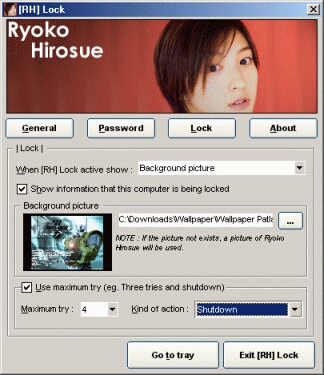 [RH] Lock
Ryoko
Hirosue
General Password Lock About
| Lock |
When [RH] Lock active show : Background picture
Show information that this computer is being locked
Background picture
C:\Downloads\Wallpaper\Wallpaper Patla ...
NOTE : If the picture not exists, a picture of Ryoko
Hirosue will be used.
Use maximum try (eg. Three tries and shutdown)
Maximum try : 4 Kind of action : Shutdown
Go to tray Exit [RH] Lock